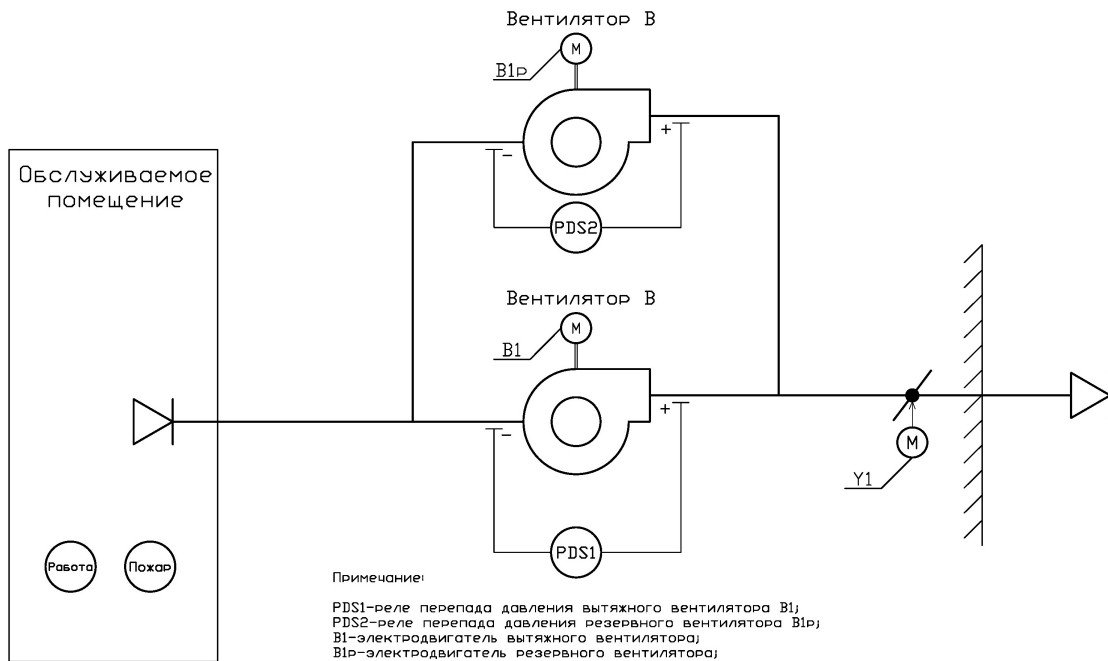 Вентилятор В
М
В1р
+
-
Обслуживаемое
помещение
PDS2
Вентилятор В
М
В1
+
-
М
Y1
PDS1
Работа
Пожар
Примечание:
PDS1-реле перепада давления вытяжного вентилятора В1;
PDS2-реле перепада давления резервного вентилятора В1р;
В1-электродвигатель вытяжного вентилятора;
В1р-электродвигатель резервного вентилятора;